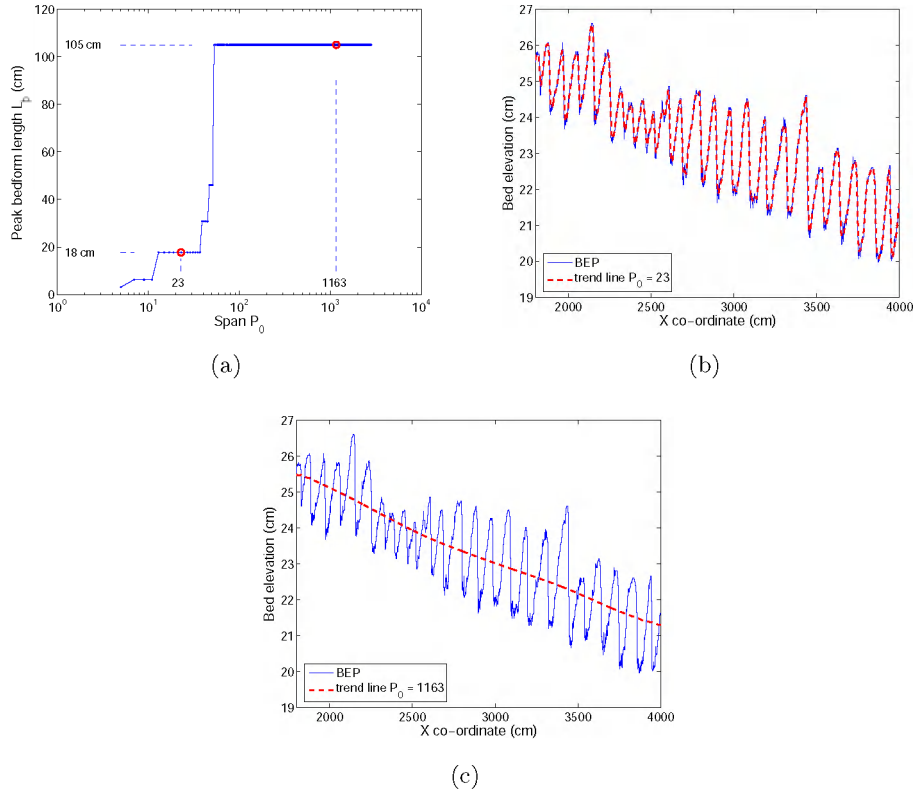 120
100
80
60
40
20
0
Peak bedform length Lp (cm)
105 cm
18 cm
23
1163
10^0
10^1
10^2
10^3
10^4
Span P0
(a)
27
26
25
24
23
22
21
20
19
Bed elevation (cm)
BEP
trend line P0 = 23
2000
2500
3000
3500
4000
X co-ordinate (cm)
(b)
27
26
25
24
23
22
21
20
19
Bed elevation (cm)
BEP
trend line P0 = 1163
2000
2500
3000
3500
4000
X co-ordinate (cm)
(c)